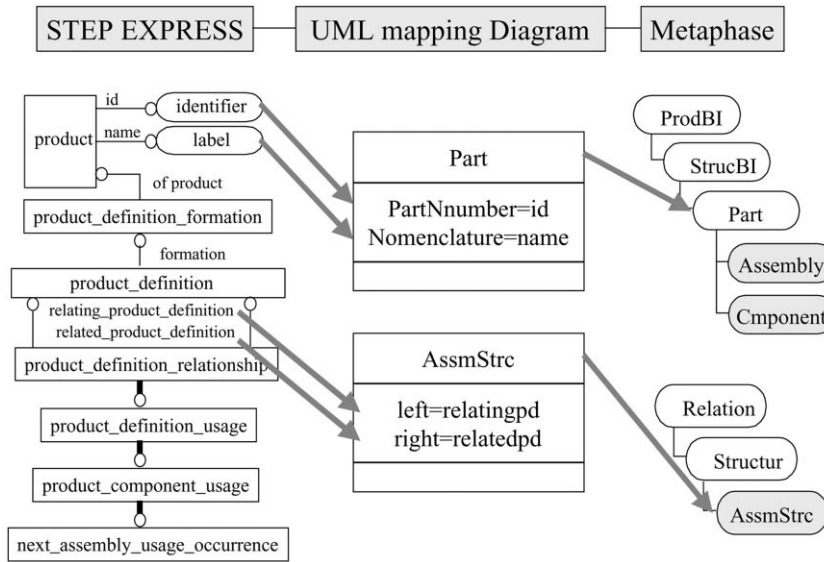 STEP EXPRESS
UML mapping Diagram
Metaphase
id
identifier
product
name
label
of product
product_definition_formation
formation
product_definition
relating_product_definition
related_product_definition
product_definition_relationship
product_definition_usage
product_component_usage
next_assembly_usage_occurrence
Part
PartNnumber=id
Nomenclature=name
AssmStrc
left=relatingpd
right=relatedpd
ProdBI
StrucBI
Part
Assembly
Cmponent
Relation
Structur
AssmStrc